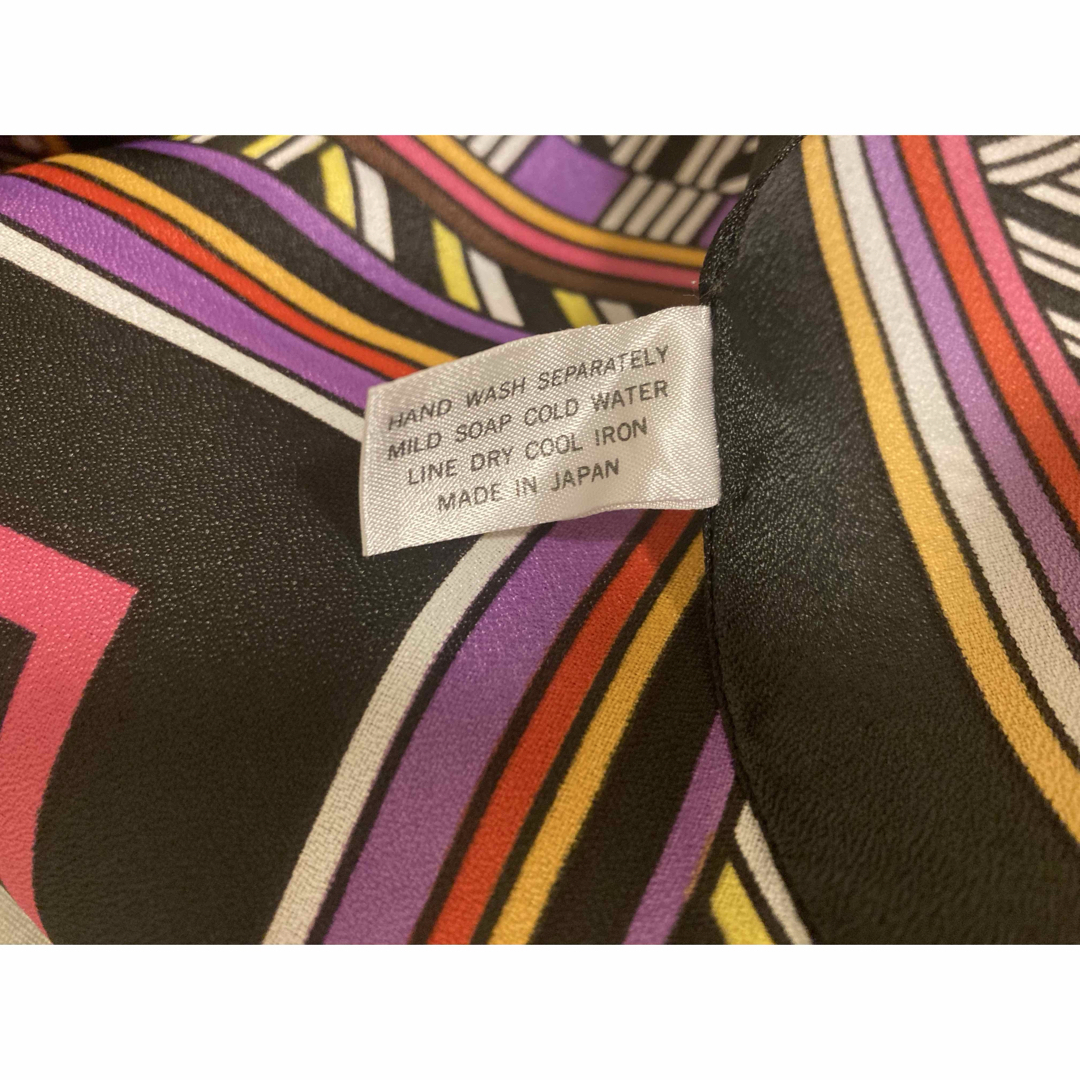 HAND WASH SEPARATELY
MILD SOAP COLD WATER
LINE DRY COOL IRON
MADE IN JAPAN